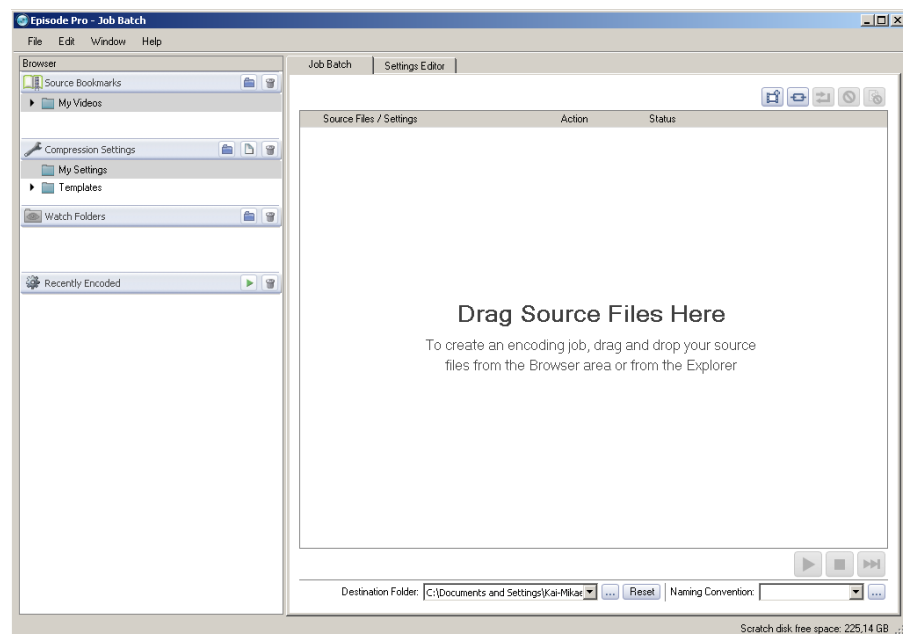 Episode Pro - Job Batch
File Edit Window Help
Browser
Source Bookmarks
My Videos
Compression Settings
My Settings
Templates
Watch Folders
Recently Encoded
Job Batch Settings Editor
Source Files / Settings Action Status
Drag Source Files Here
To create an encoding job, drag and drop your source
files from the Browser area or from the Explorer
Destination Folder: C:\Documents and Settings\Kai-Mikae ... Reset Naming Convention: ...
Scratch disk free space: 225,14 GB